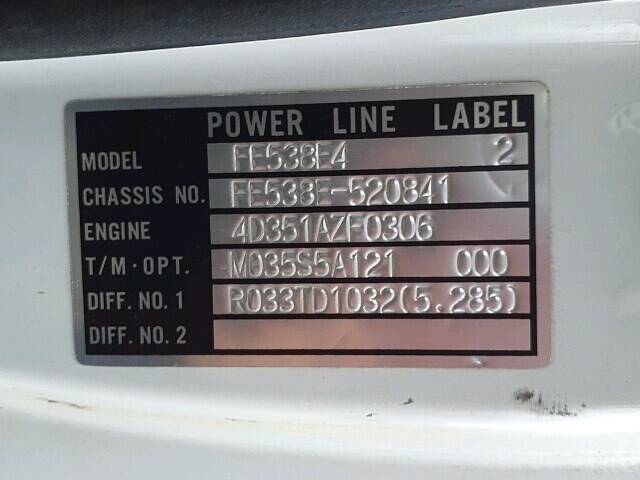 POWER LINE LABEL
MODEL FE538E4 2
CHASSIS NO. FE538E-520841
ENGINE 4D351AZF0306
T/M·OPT. M035S5A121 000
DIFF. NO. 1 R033TD1032(5.285)
DIFF. NO. 2